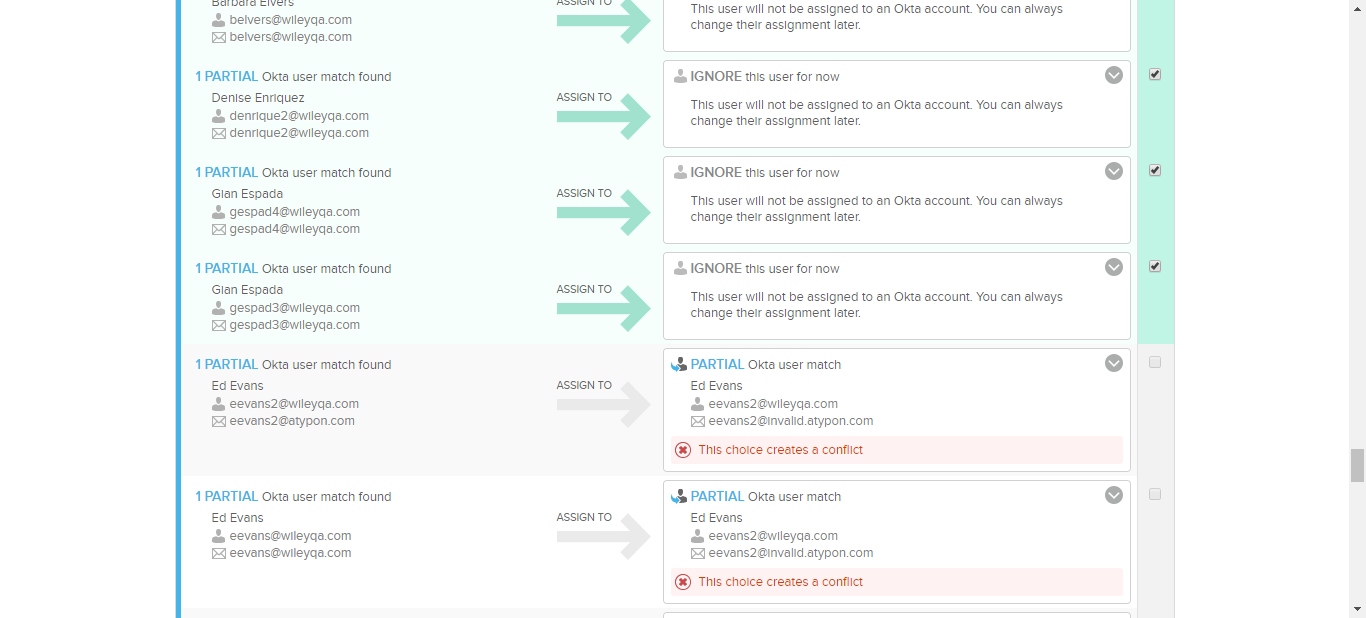 Barbara Elvers
belvers@wileyqa.com
belvers@wileyqa.com
ASSIGN TO
This user will not be assigned to an Okta account. You can always
change their assignment later.
1 PARTIAL Okta user match found
Denise Enriquez
denrique2@wileyqa.com
denrique2@wileyqa.com
ASSIGN TO
IGNORE this user for now
This user will not be assigned to an Okta account. You can always
change their assignment later.
1 PARTIAL Okta user match found
Gian Espada
gespad4@wileyqa.com
gespad4@wileyqa.com
ASSIGN TO
IGNORE this user for now
This user will not be assigned to an Okta account. You can always
change their assignment later.
1 PARTIAL Okta user match found
Gian Espada
gespad3@wileyqa.com
gespad3@wileyqa.com
ASSIGN TO
IGNORE this user for now
This user will not be assigned to an Okta account. You can always
change their assignment later.
1 PARTIAL Okta user match found
Ed Evans
eevans2@wileyqa.com
eevans2@atypon.com
ASSIGN TO
PARTIAL Okta user match
Ed Evans
eevans2@wileyqa.com
eevans2@invalid.atypon.com
This choice creates a conflict
1 PARTIAL Okta user match found
Ed Evans
eevans@wileyqa.com
eevans@wileyqa.com
ASSIGN TO
PARTIAL Okta user match
Ed Evans
eevans2@wileyqa.com
eevans2@invalid.atypon.com
This choice creates a conflict